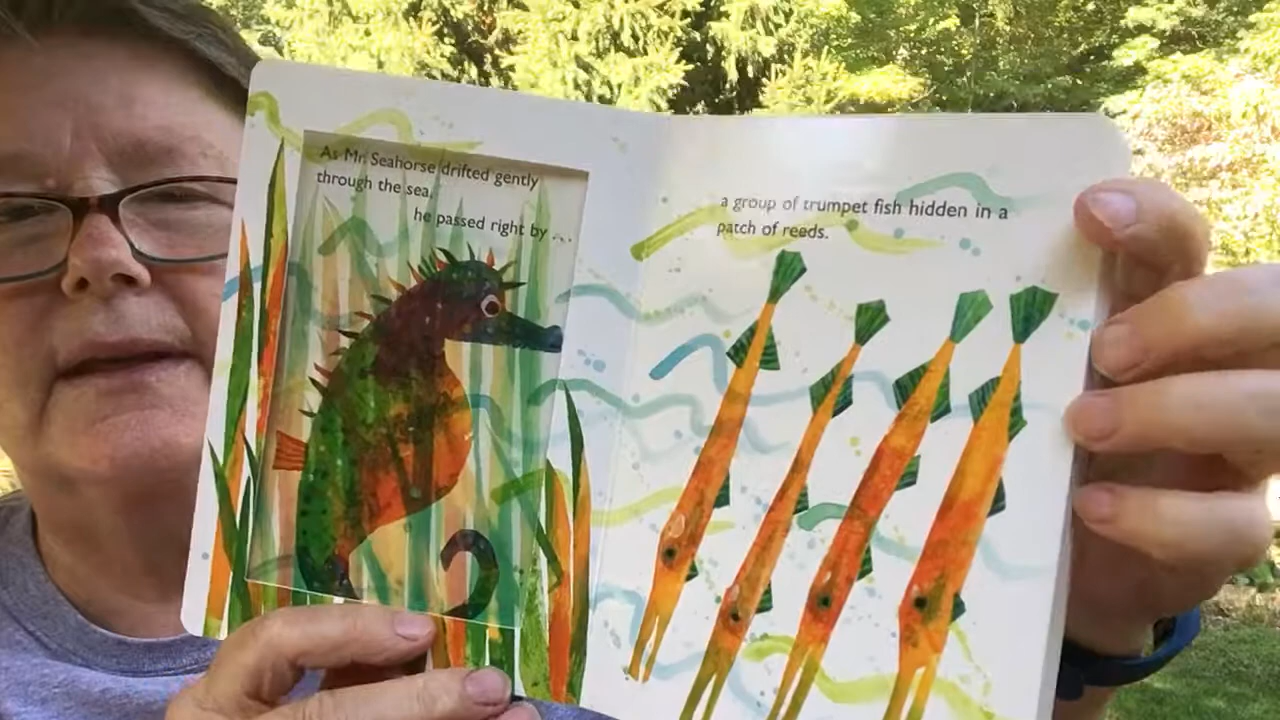 As Mr. Seahorse drifted gently
through the sea,
he passed right by ...
a group of trumpet fish hidden in a
patch of reeds.